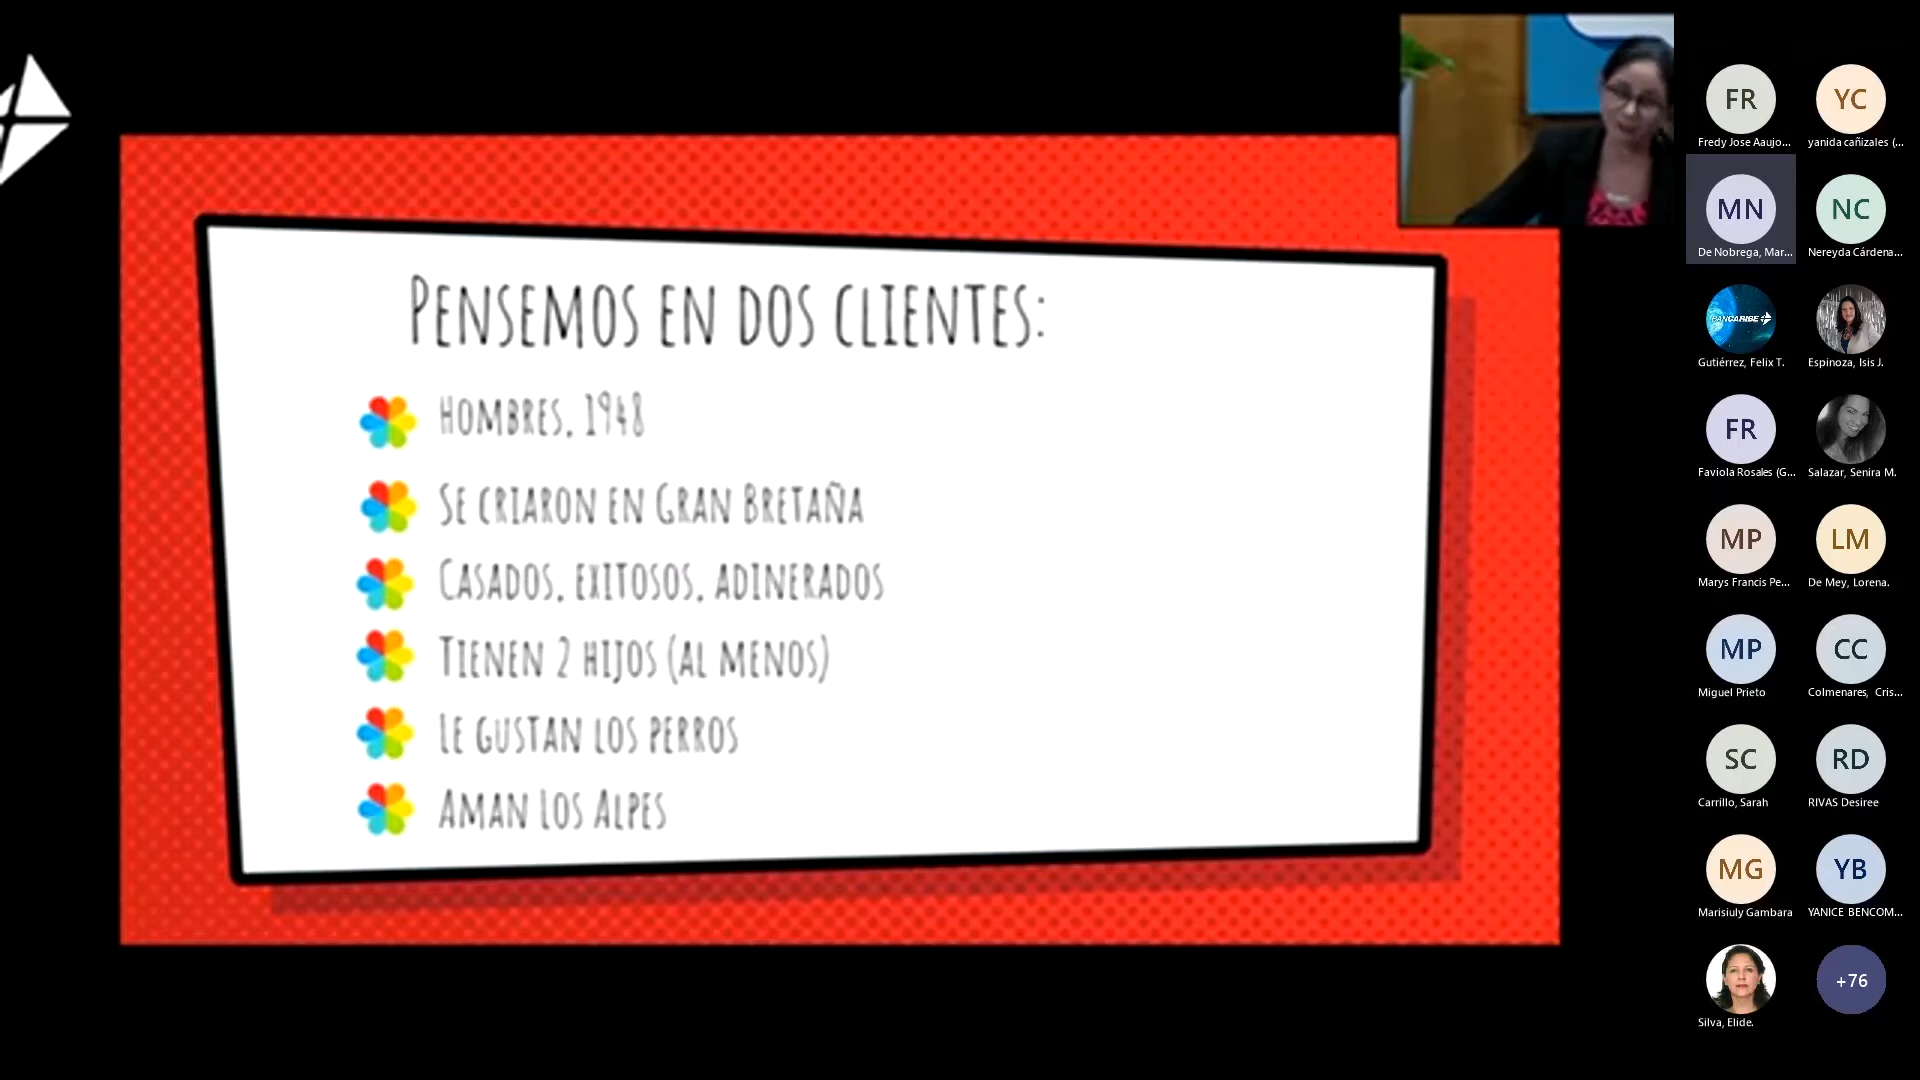 Pensemos en dos clientes:
Hombres, 1948
Se criaron en Gran Bretaña
Casados, exitosos, adinerados
Tienen 2 hijos (al menos)
Le gustan los perros
Aman Los Alpes
FR
YC
Fredy Jose Aaujo...
yanida cañizales (...
MN
NC
De Nobrega, Mar...
Nereyda Cárdena...
BANCARIBE
Gutiérrez, Felix T.
Espinoza, Isis J.
FR
Faviola Rosales (G...
Salazar, Senira M.
MP
LM
Marys Francis Pe...
De Mey, Lorena.
MP
CC
Miguel Prieto
Colmenares, Cris...
SC
RD
Carrillo, Sarah
RIVAS Desiree
MG
YB
Marisiuly Gambara
YANICE BENCOM...
+76
Silva, Elide.